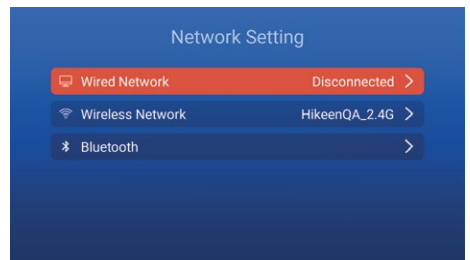 Network Setting
Wired Network Disconnected
Wireless Network HikeenQA_2.4G
Bluetooth